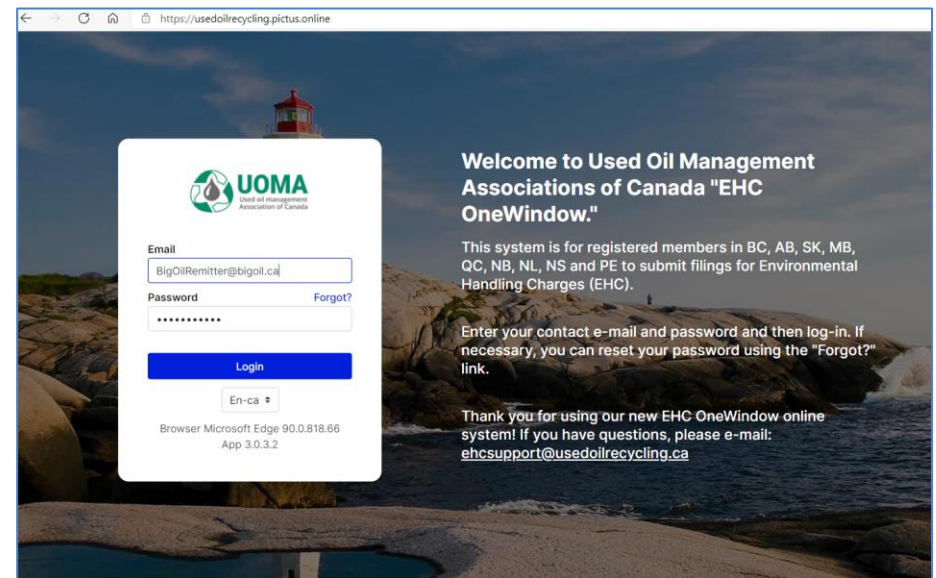 https://usedoilrecycling.pictus.online
UOMA
Used oil management
Association of Canada
Email
BigOilRemitter@bigoil.ca
Password Forgot?
•••••••••••
Login
En-ca
Browser Microsoft Edge 90.0.818.66
App 3.0.3.2
Welcome to Used Oil Management
Associations of Canada "EHC
OneWindow."
This system is for registered members in BC, AB, SK, MB,
QC, NB, NL, NS and PE to submit filings for Environmental
Handling Charges (EHC).
Enter your contact e-mail and password and then log-in. If
necessary, you can reset your password using the "Forgot?"
link.
Thank you for using our new EHC OneWindow online
system! If you have questions, please e-mail:
ehcsupport@usedoilrecycling.ca